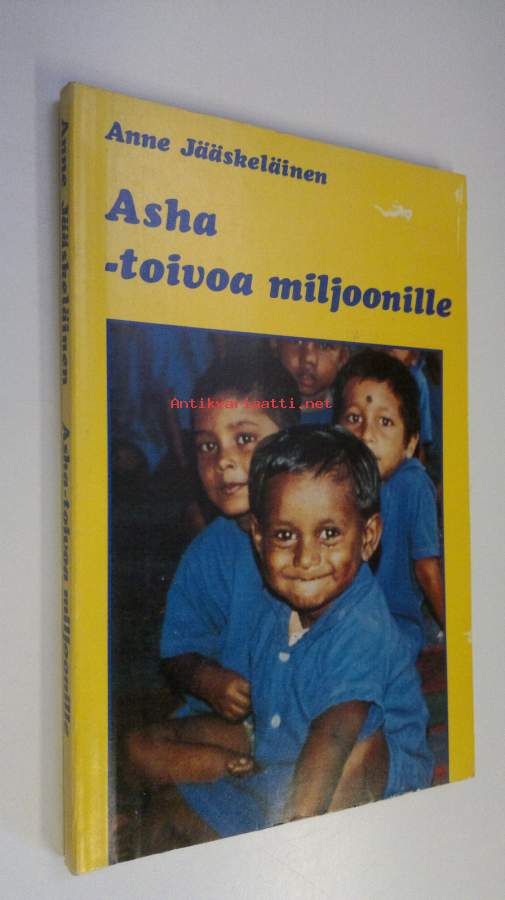 Anne Jääskeläinen
Asha
-toivoa miljoonille
Antikvariaatti.net
Anne Jääskeläinen Asha-toivoa miljoonille